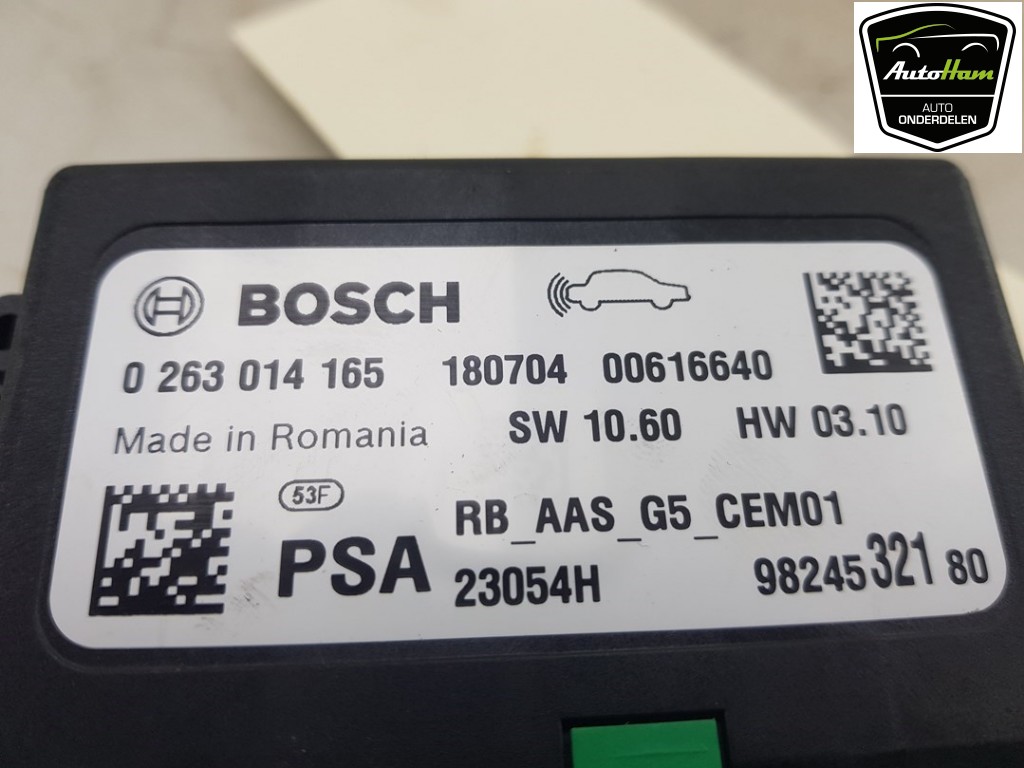 AutoHam
AUTO
ONDERDELEN
BOSCH
0 263 014 165 180704 00616640
Made in Romania SW 10.60 HW 03.10
53F
RB_AAS_G5_CEM01
PSA 23054H 98245 321 80